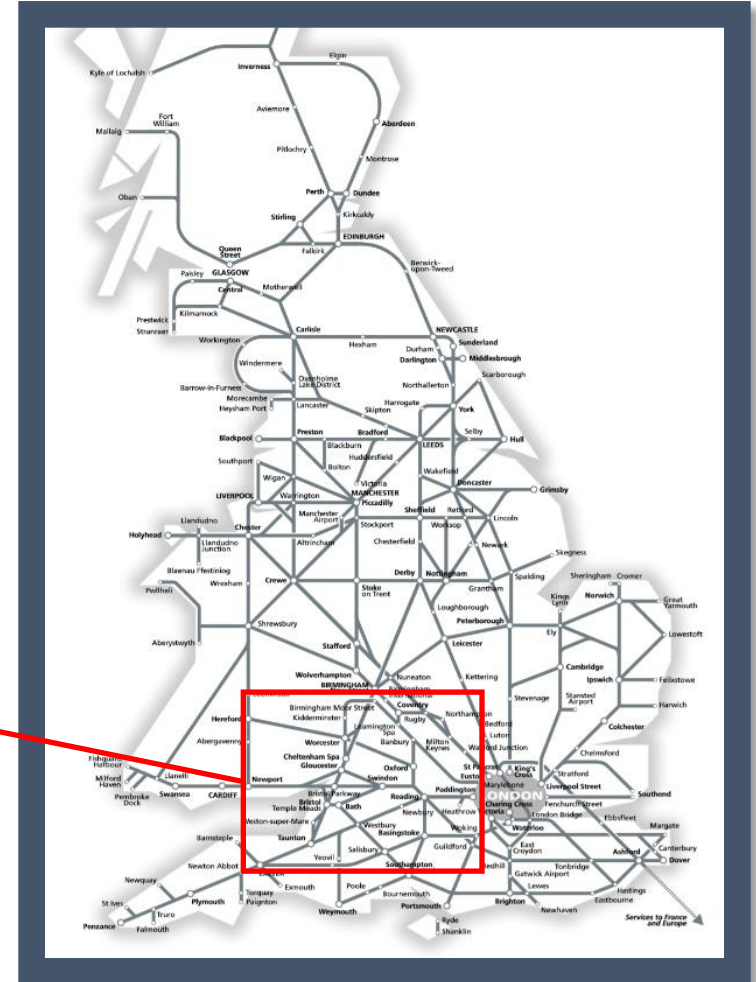 Elgin
Inverness
Kyle of Lochalsh
Aviemore
Fort
William
Aberdeen
Mallaig
Pitlochry
Montrose
Perth
Dundee
Oban
Stirling
Kirkcaldy
EDINBURGH
Queen
Street
Falkirk
Berwick-
upon-Tweed
Paisley
GLASGOW
Central
Motherwell
Prestwick
Kilmarnock
Stranraer
Carlisle
NEWCASTLE
Workington
Hexham
Sunderland
Durham
Darlington
Middlesbrough
Windermere
Scarborough
Oxenholme
Lake District
Barrow-in-Furness
Northallerton
Morecambe
Lancaster
Harrogate
Heysham Port
Skipton
York
Blackpool
Preston
Bradford
Selby
Hull
Blackburn
LEEDS
Southport
Huddersfield
Bolton
Wakefield
Wigan
Victoria
Doncaster
LIVERPOOL
Warrington
MANCHESTER
Piccadilly
Grimsby
Manchester
Airport
Sheffield
Retford
Llandudno
Stockport
Worksop
Lincoln
Holyhead
Chester
Llandudno
Junction
Altrincham
Chesterfield
Newark
Skegness
Blaenau Ffestiniog
Derby
Nottingham
Sheringham
Cromer
Pwllheli
Wrexham
Crewe
Stoke
on Trent
Grantham
Spalding
Kings
Lynn
Norwich
Great
Yarmouth
Loughborough
Shrewsbury
Peterborough
Ely
Lowestoft
Aberystwyth
Stafford
Leicester
Wolverhampton
Nuneaton
Kettering
Cambridge
BIRMINGHAM
Birmingham
International
Ipswich
Felixstowe
Coventry
Stevenage
Stansted
Airport
Birmingham Moor Street
Harwich
Hereford
Kidderminster
Rugby
Northampton
Bedford
Leamington
Spa
Colchester
Abergavenny
Worcester
Banbury
Milton
Keynes
Luton
Watford Junction
Chelmsford
Cheltenham Spa
Fishguard
Harbour
Gloucester
Oxford
St Pancras
King's
Cross
Stratford
Milford
Haven
Llanelli
Newport
Swindon
Euston
Marylebone
Liverpool Street
Pembroke
Dock
Swansea
CARDIFF
Bristol Parkway
Reading
Paddington
LONDON
Southend
Bristol
Temple Meads
Bath
Newbury
Heathrow
Victoria
Charing Cross
Fenchurch Street
London Bridge
Ebbsfleet
Weston-super-Mare
Westbury
Basingstoke
Woking
Waterloo
Margate
Barnstaple
Taunton
Salisbury
Guildford
East
Croydon
Canterbury
Yeovil
Southampton
Redhill
Tonbridge
Ashford
Dover
Newton Abbot
EXETER
Gatwick Airport
Newquay
Exmouth
Poole
Lewes
Hastings
Bournemouth
Eastbourne
St Ives
Plymouth
Torquay
Paignton
Portsmouth
Brighton
Newhaven
Truro
Weymouth
Ryde
Services to France
and Europe
Penzance
Falmouth
Shanklin